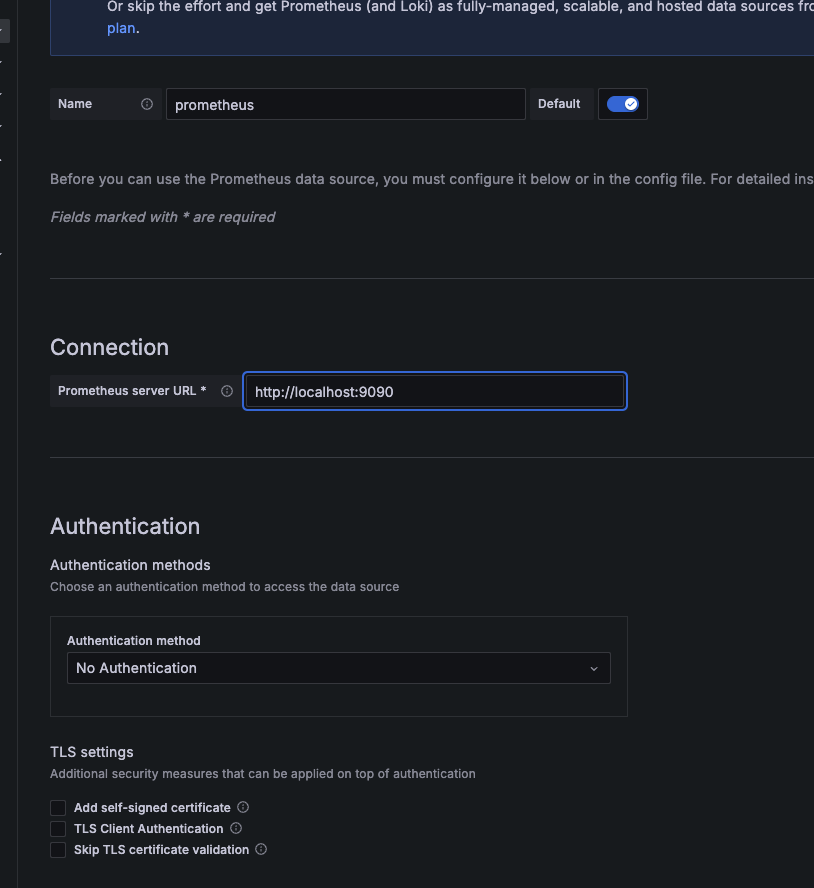 Or skip the effort and get Prometheus (and Loki) as fully-managed, scalable, and hosted data sources
plan.
Name
prometheus
Default
Before you can use the Prometheus data source, you must configure it below or in the config file. For detailed
Fields marked with * are required
Connection
Prometheus server URL *
http://localhost:9090
Authentication
Authentication methods
Choose an authentication method to access the data source
Authentication method
No Authentication
TLS settings
Additional security measures that can be applied on top of authentication
Add self-signed certificate
TLS Client Authentication
Skip TLS certificate validation